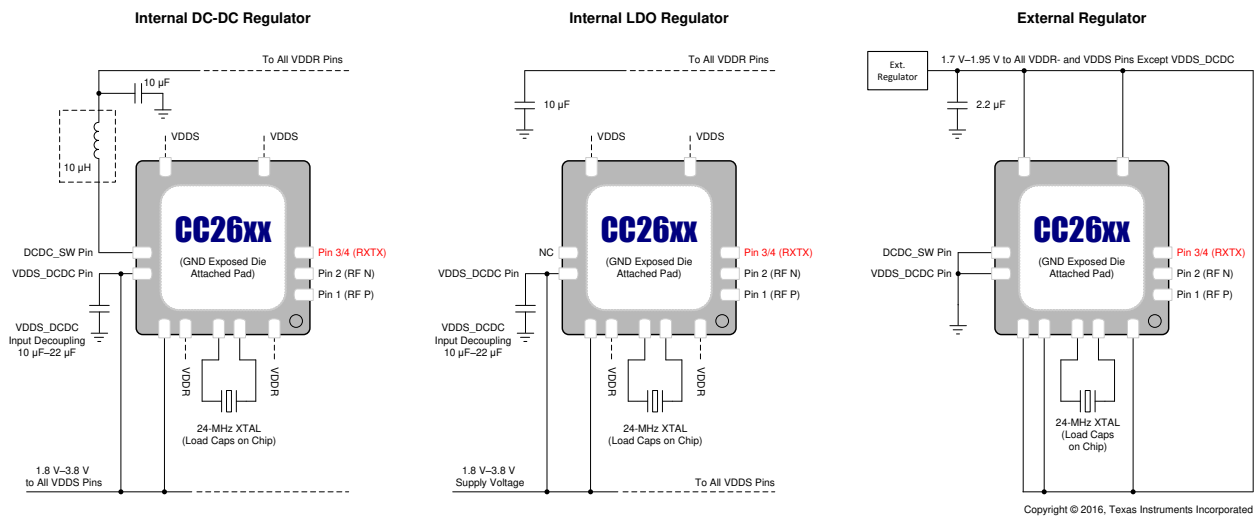 Internal DC-DC Regulator
To All VDDR Pins
10 µF
10 µH
VDDS
VDDS
CC26xx
(GND Exposed Die
Attached Pad)
DCDC_SW Pin
VDDS_DCDC Pin
Pin 3/4 (RXTX)
Pin 2 (RF N)
Pin 1 (RF P)
VDDS_DCDC
Input Decoupling
10 µF–22 µF
VDDR
VDDR
24-MHz XTAL
(Load Caps on Chip)
1.8 V–3.8 V
to All VDDS Pins
Internal LDO Regulator
To All VDDR Pins
10 µF
VDDS
VDDS
CC26xx
(GND Exposed Die
Attached Pad)
NC
VDDS_DCDC Pin
Pin 3/4 (RXTX)
Pin 2 (RF N)
Pin 1 (RF P)
VDDS_DCDC
Input Decoupling
10 µF–22 µF
VDDR
VDDR
24-MHz XTAL
(Load Caps on Chip)
1.8 V–3.8 V
Supply Voltage
To All VDDS Pins
External Regulator
Ext.
Regulator
1.7 V–1.95 V to All VDDR- and VDDS Pins Except VDDS_DCDC
2.2 µF
CC26xx
(GND Exposed Die
Attached Pad)
DCDC_SW Pin
VDDS_DCDC Pin
Pin 3/4 (RXTX)
Pin 2 (RF N)
Pin 1 (RF P)
24-MHz XTAL
(Load Caps
on Chip)
Copyright © 2016, Texas Instruments Incorporated